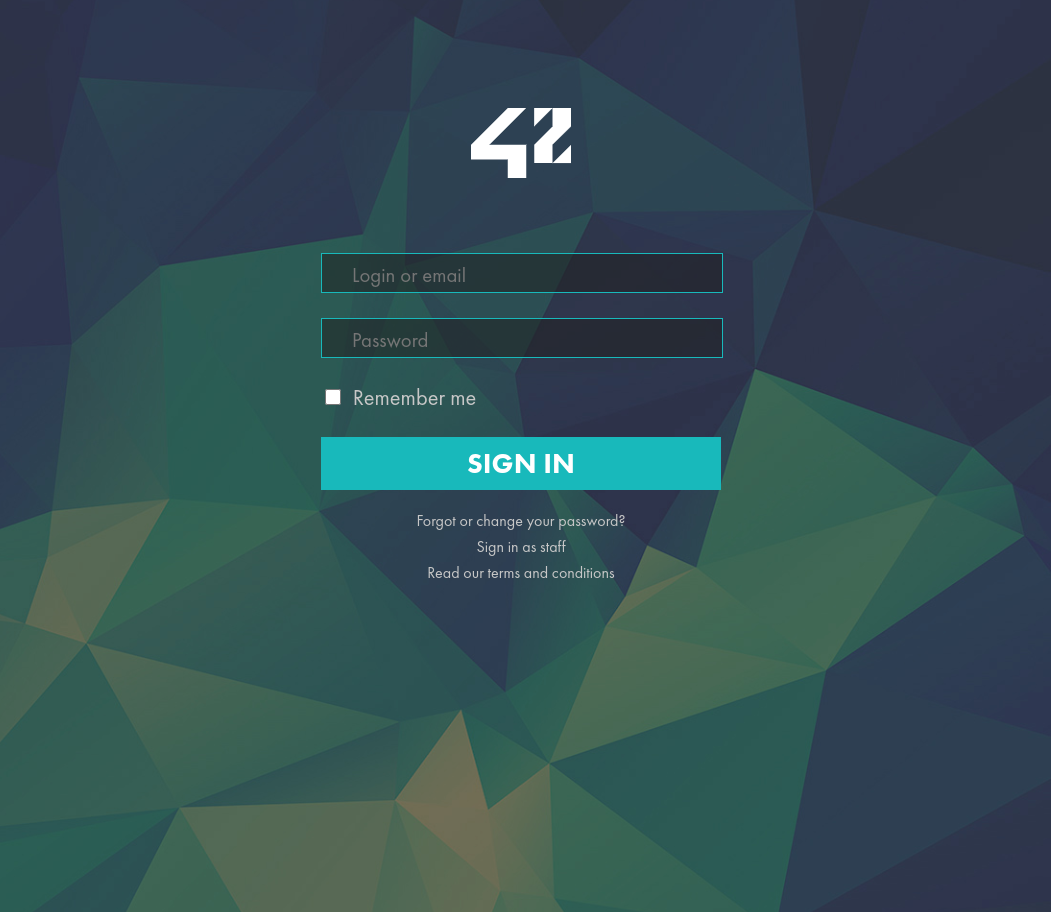 42
Login or email
Password
Remember me
SIGN IN
Forgot or change your password?
Sign in as staff
Read our terms and conditions